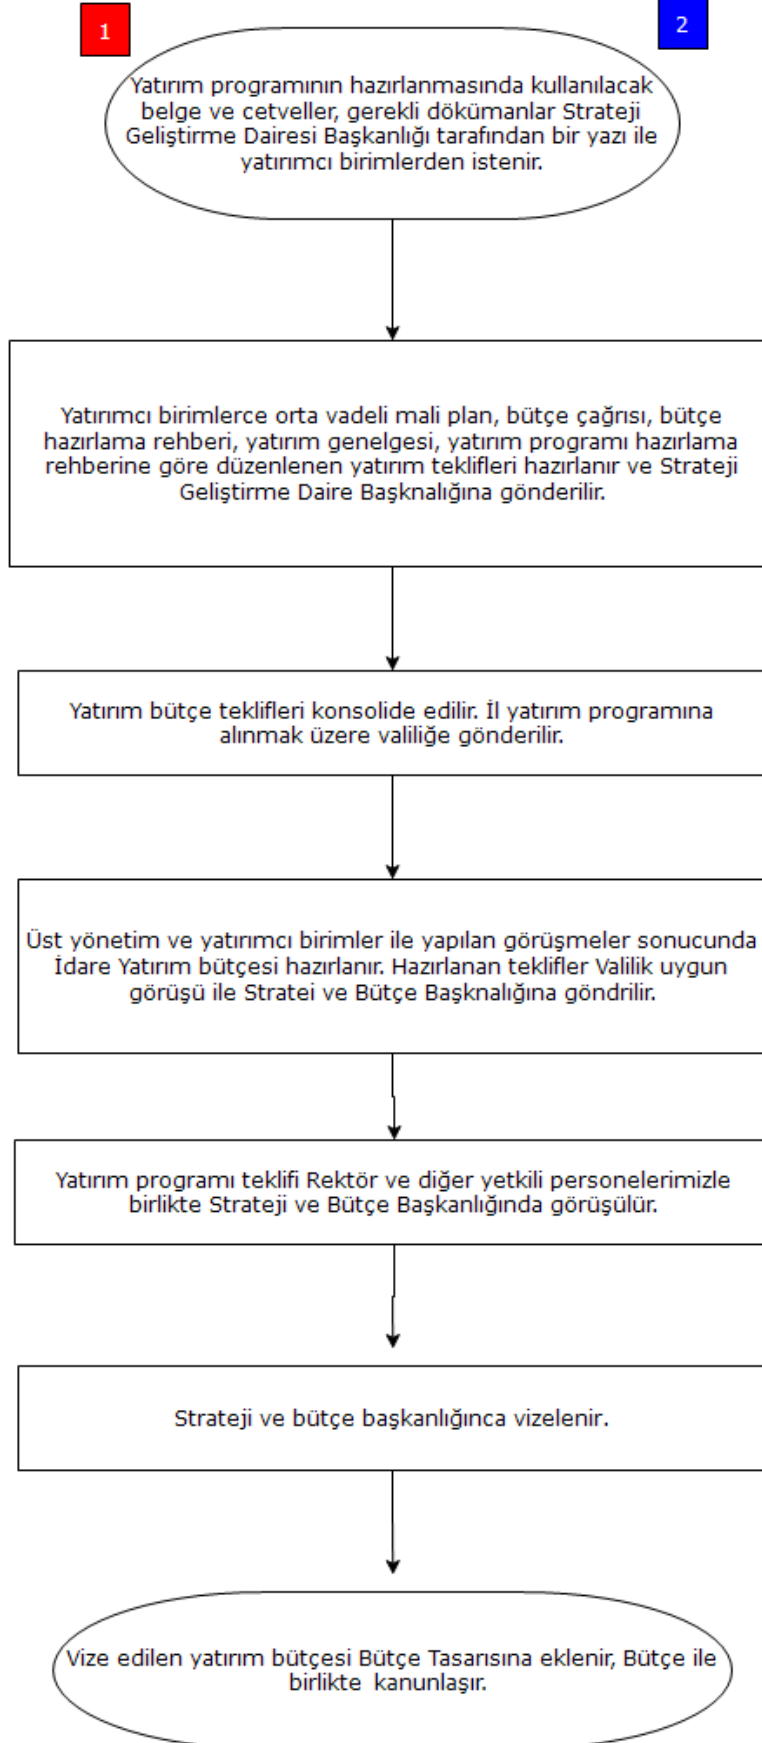 1
2
Yatırım programının hazırlanmasında kullanılacak
belge ve cetveller, gerekli dökümanlar Strateji
Geliştirme Dairesi Başkanlığı tarafından bir yazı ile
yatırımcı birimlerden istenir.
Yatırımcı birimlerce orta vadeli mali plan, bütçe çağrısı, bütçe
hazırlama rehberi, yatırım genelgesi, yatırım programı hazırlama
rehberine göre düzenlenen yatırım teklifleri hazırlanır ve Strateji
Geliştirme Daire Başknalığına gönderilir.
Yatırım bütçe teklifleri konsolide edilir. İl yatırım programına
alınmak üzere valiliğe gönderilir.
Üst yönetim ve yatırımcı birimler ile yapılan görüşmeler sonucunda
İdare Yatırım bütçesi hazırlanır. Hazırlanan teklifler Valilik uygun
görüşü ile Stratei ve Bütçe Başknalığına göndrilir.
Yatırım programı teklifi Rektör ve diğer yetkili personelerimizle
birlikte Strateji ve Bütçe Başkanlığında görüşülür.
Strateji ve bütçe başkanlığınca vizelenir.
Vize edilen yatırım bütçesi Bütçe Tasarısına eklenir, Bütçe ile
birlikte kanunlaşır.